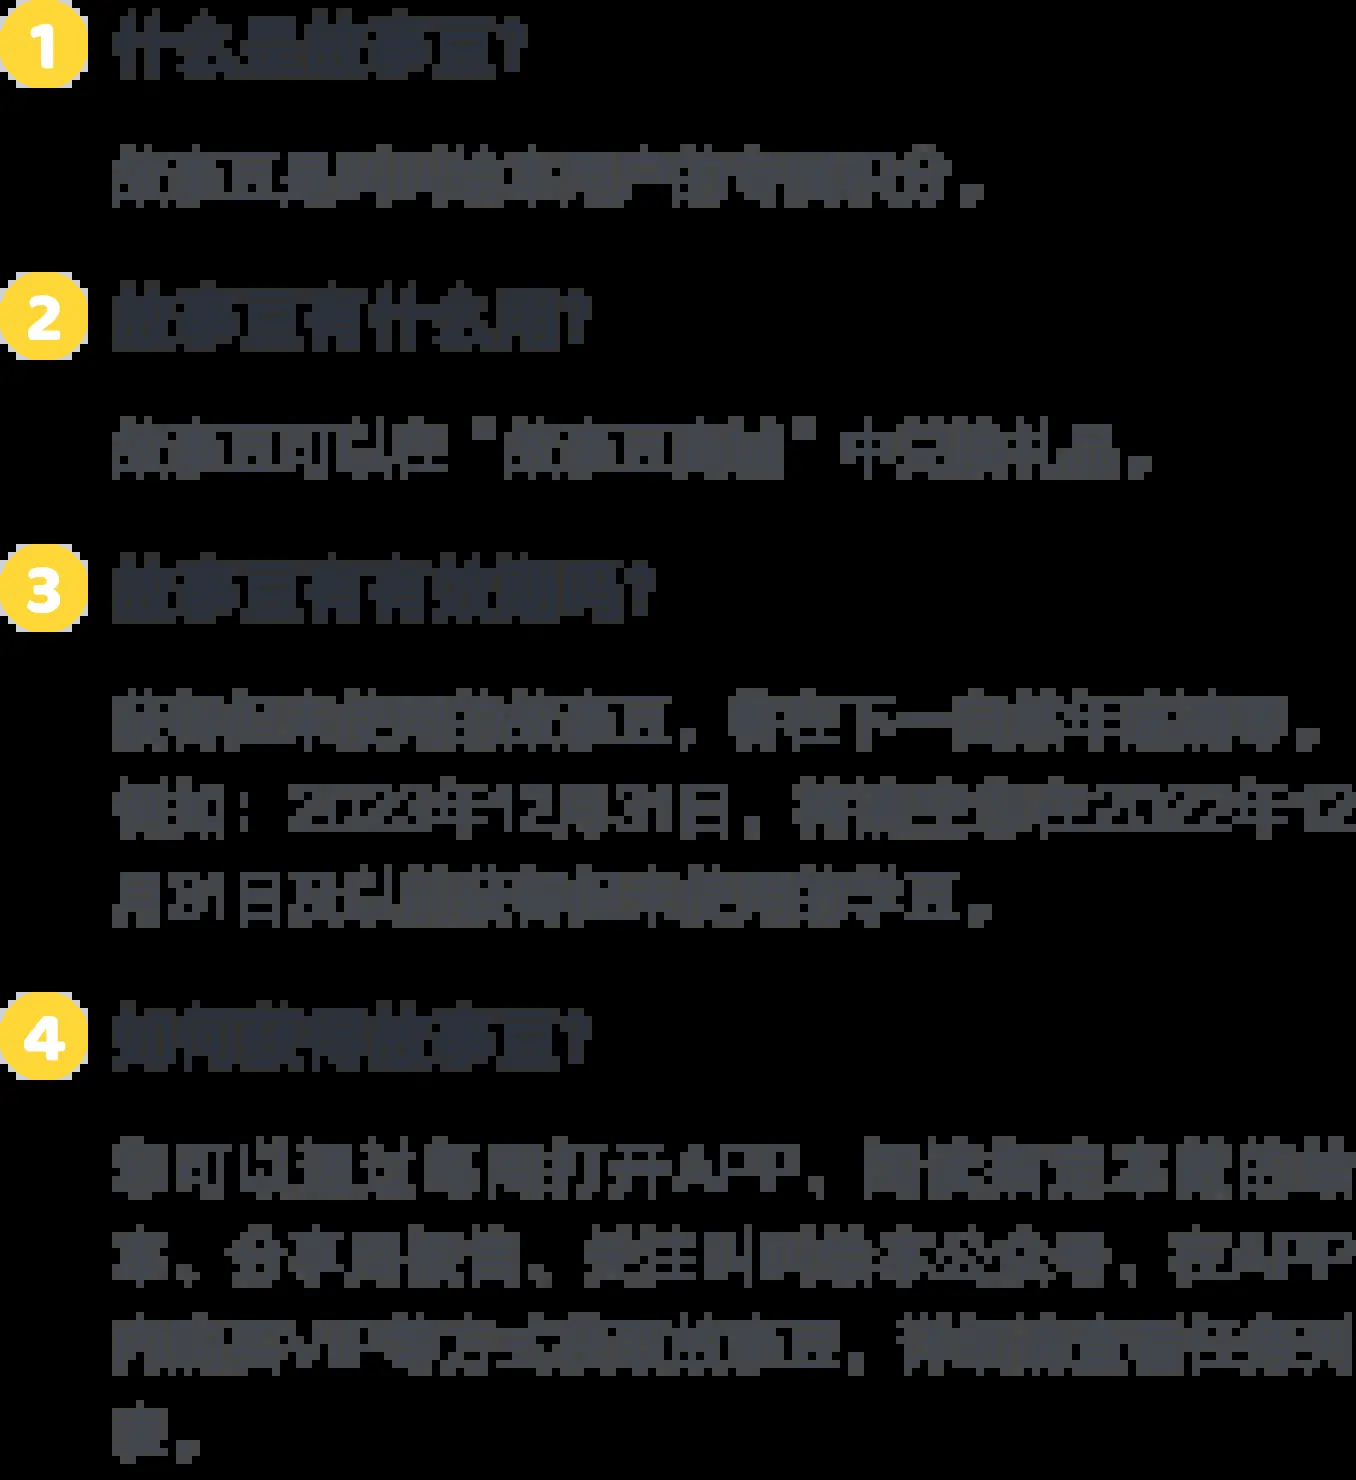 1 什么是故事豆?
故事豆是叫叫绘本用户的专属积分。
2 故事豆有什么用?
故事豆可以在"故事豆商城"中兑换礼品。
3 故事豆有有效期吗?
获得但未使用的故事豆，将在下一自然年底清零。
例如：2023年12月31日，将清空您在2022年12
月31日及以前获得但未使用的学豆。
4 如何获得故事豆?
您可以通过每周打开APP，阅读指定本数的绘
本、分享周报告、关注叫叫绘本公众号，在APP
内购买VIP等方式获取故事豆，详细请查看任务列
表。